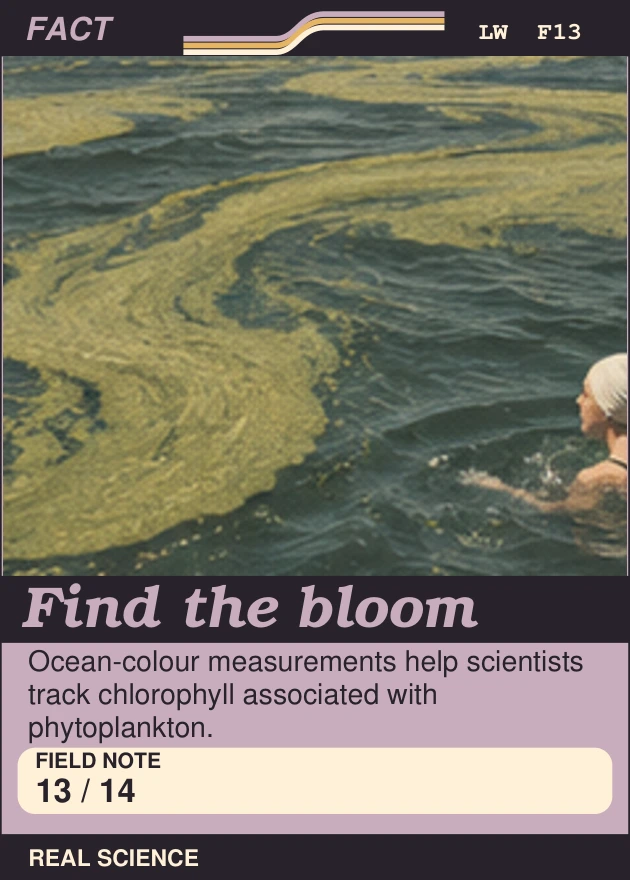 FACT
LW F13
Find the bloom
Ocean-colour measurements help scientists
track chlorophyll associated with
phytoplankton.
FIELD NOTE
13 / 14
REAL SCIENCE